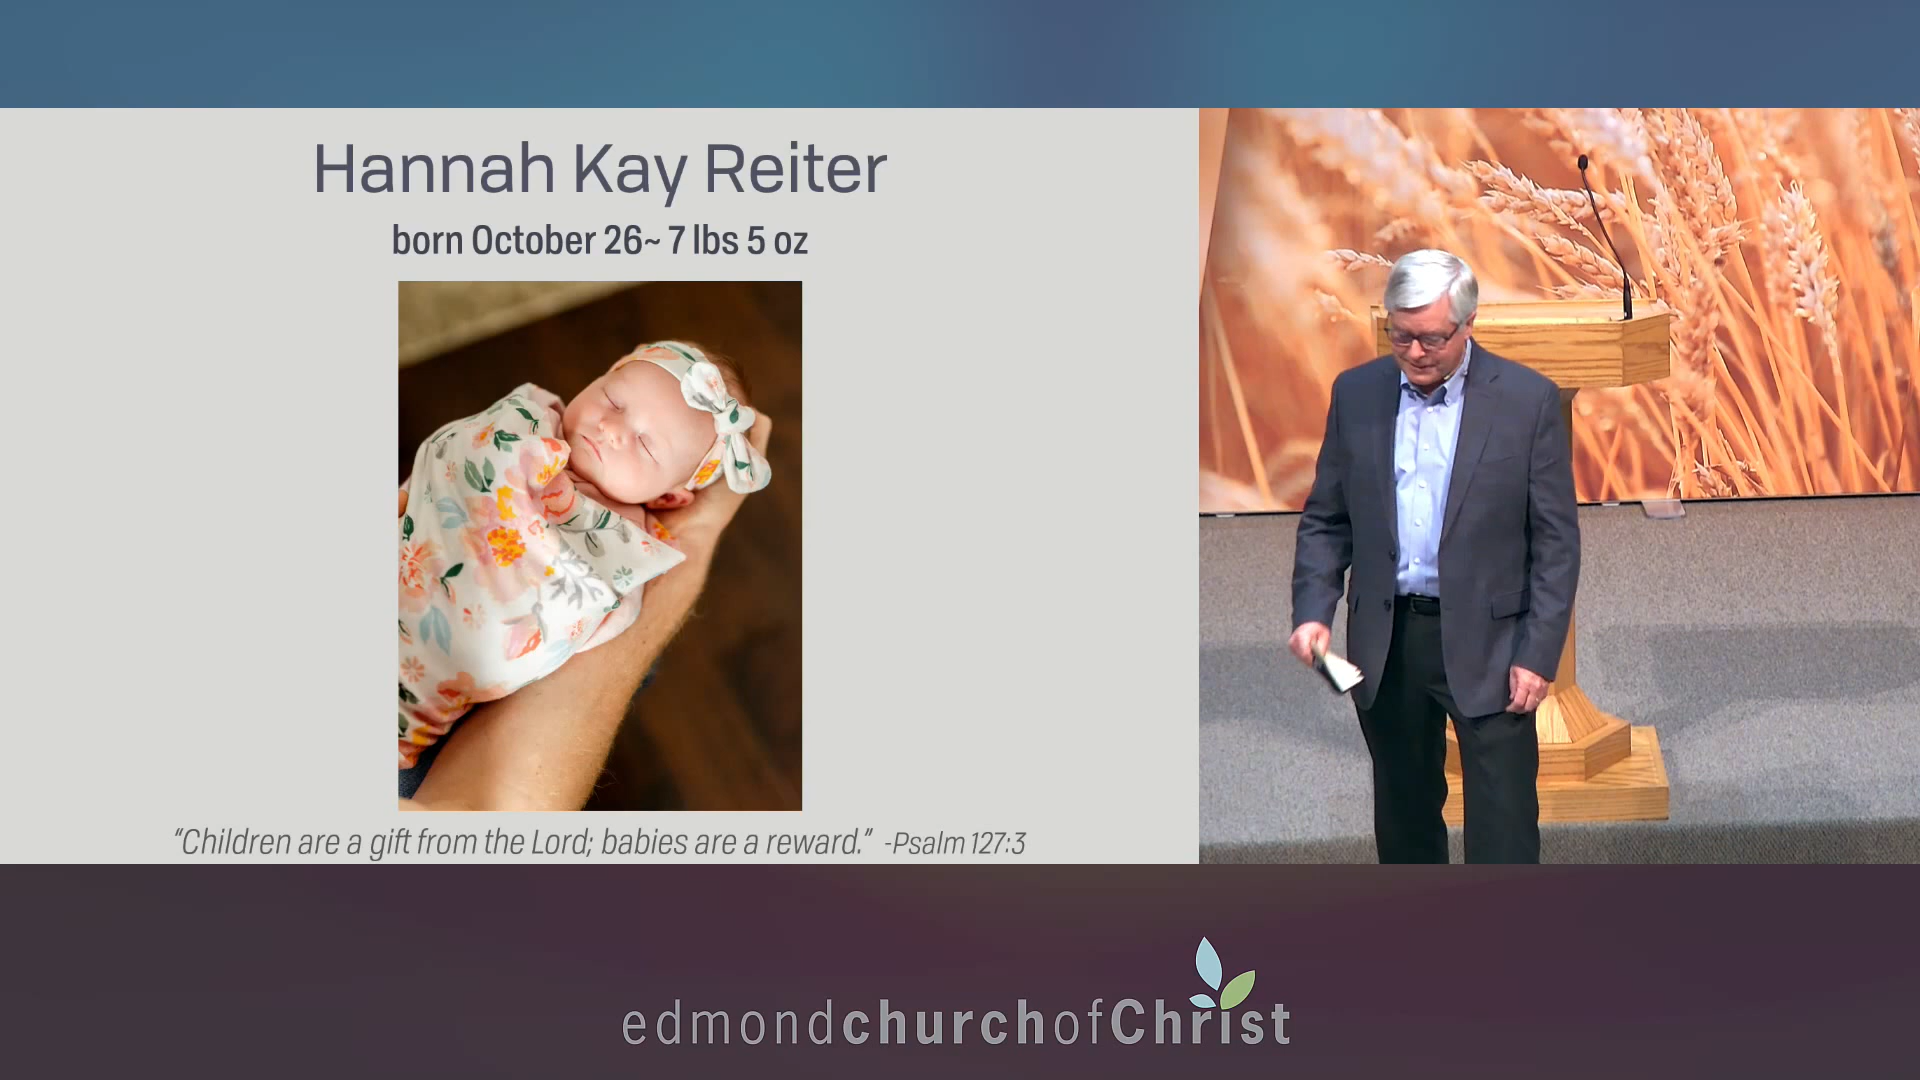 Hannah Kay Reiter
born October 26~ 7 lbs 5 oz
“Children are a gift from the Lord; babies are a reward.” -Psalm 127:3
edmondchurchofChrist